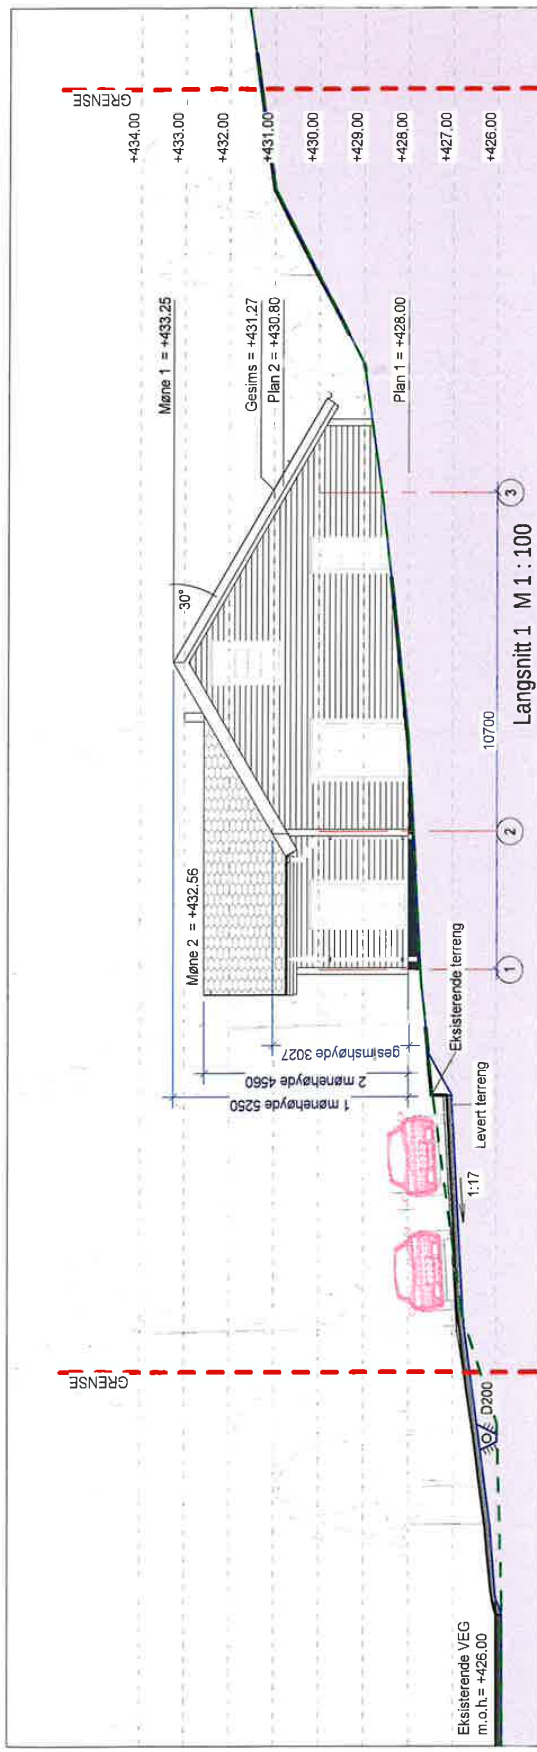 GRENSE
GRENSE
+434.00
+433.00
+432.00
+431.00
+430.00
+429.00
+428.00
+427.00
+426.00
Møne 1 = +433.25
Gesims = +431.27
Plan 2 = +430.80
Plan 1 = +428.00
30°
Møne 2 = +432.56
1 mønehøyde 5250
2 mønehøyde 4560
gesimshøyde 3027
Eksisterende terreng
Levert terreng
1:17
D200
Eksisterende VEG
m.o.h. = +426.00
1
2
3
10700
Langsnitt 1 M 1 : 100